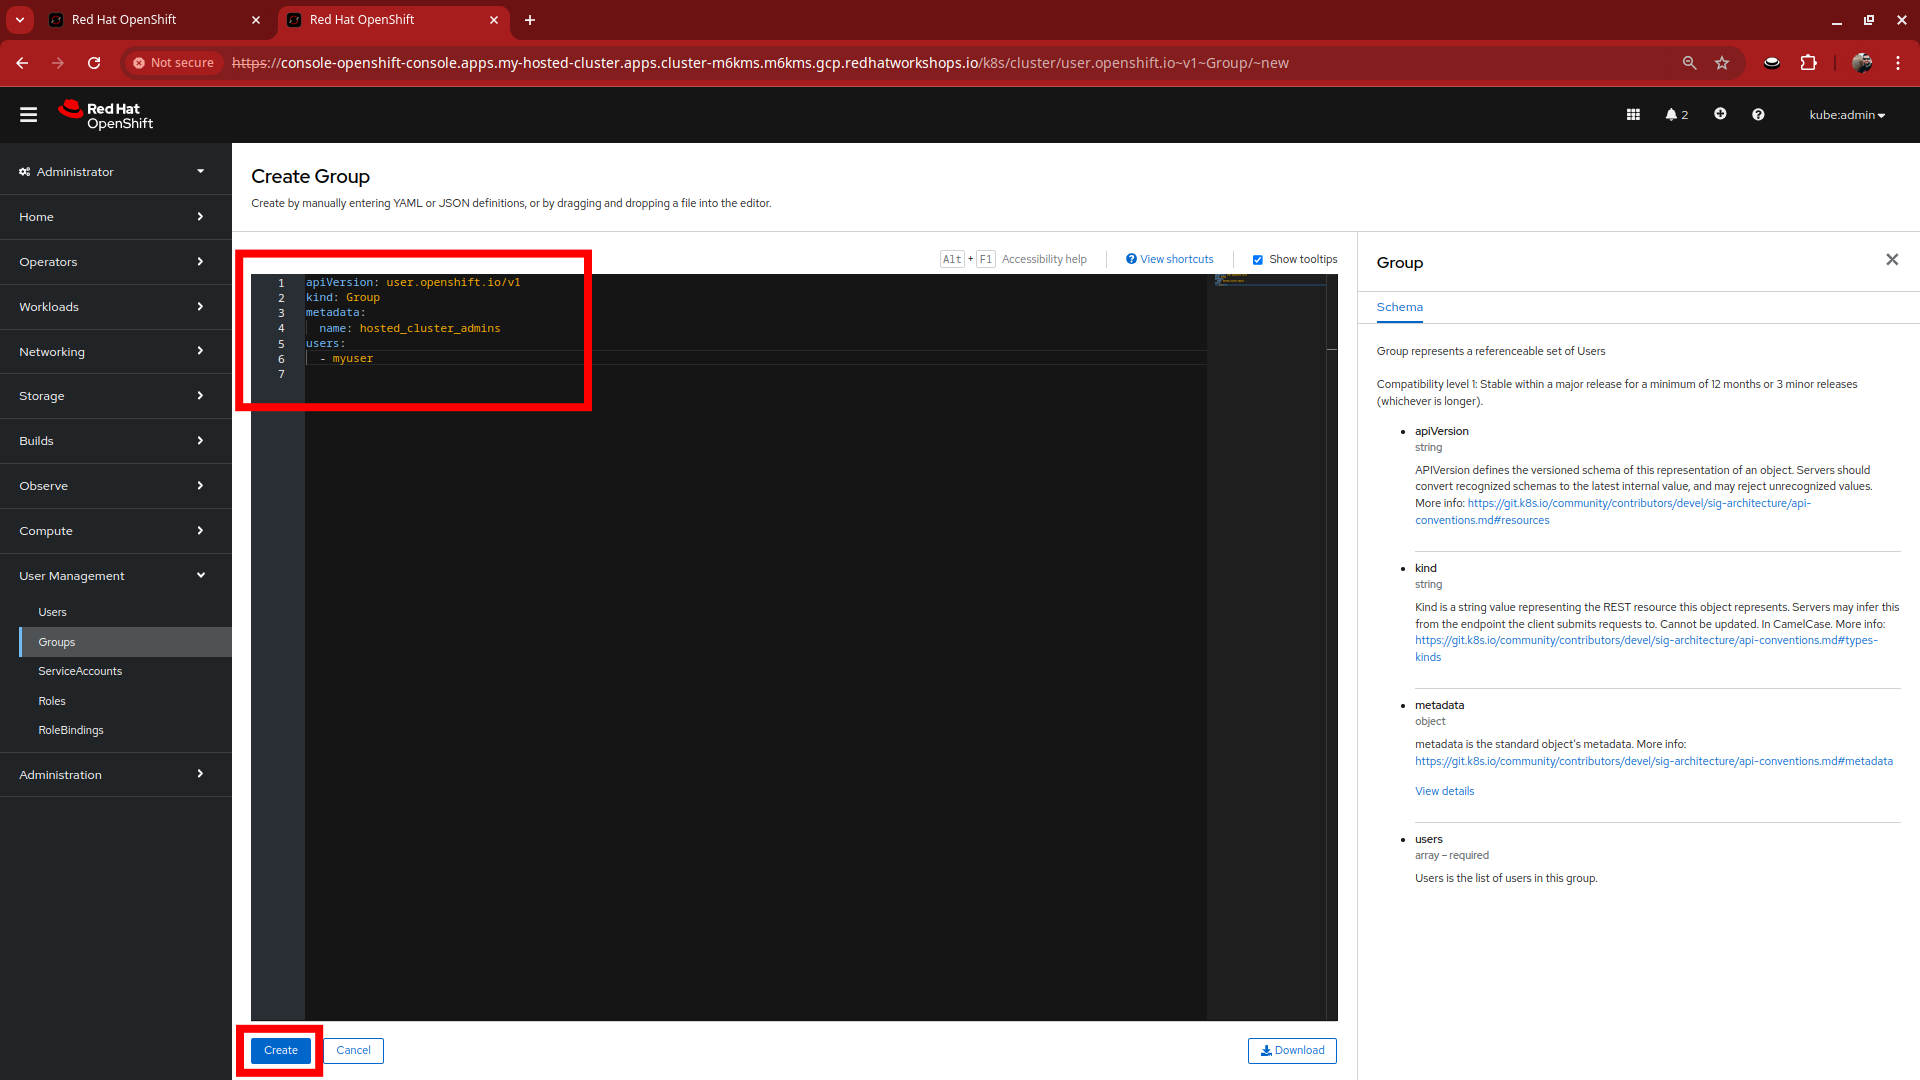 Red Hat OpenShift
Red Hat OpenShift
Not secure
https://console-openshift-console.apps.my-hosted-cluster.apps.cluster-m6kms.m6kms.gcp.redhatworkshops.io/k8s/cluster/user.openshift.io~v1~Group/~new
Red Hat
OpenShift
2
kube:admin
Administrator
Home
Operators
Workloads
Networking
Storage
Builds
Observe
Compute
User Management
Users
Groups
ServiceAccounts
Roles
RoleBindings
Administration
Create Group
Create by manually entering YAML or JSON definitions, or by dragging and dropping a file into the editor.
Alt + F1 Accessibility help
View shortcuts
Show tooltips
1 apiVersion: user.openshift.io/v1
2 kind: Group
3 metadata:
4   name: hosted_cluster_admins
5 users:
6   - myuser
7
Create
Cancel
Download
Group
Schema
Group represents a referenceable set of Users
Compatibility level 1: Stable within a major release for a minimum of 12 months or 3 minor releases
(whichever is longer).
• apiVersion
string
APIVersion defines the versioned schema of this representation of an object. Servers should
convert recognized schemas to the latest internal value, and may reject unrecognized values.
More info: https://git.k8s.io/community/contributors/devel/sig-architecture/api-
conventions.md#resources
• kind
string
Kind is a string value representing the REST resource this object represents. Servers may infer this
from the endpoint the client submits requests to. Cannot be updated. In CamelCase. More info:
https://git.k8s.io/community/contributors/devel/sig-architecture/api-conventions.md#types-
kinds
• metadata
object
metadata is the standard object's metadata. More info:
https://git.k8s.io/community/contributors/devel/sig-architecture/api-conventions.md#metadata
View details
• users
array – required
Users is the list of users in this group.